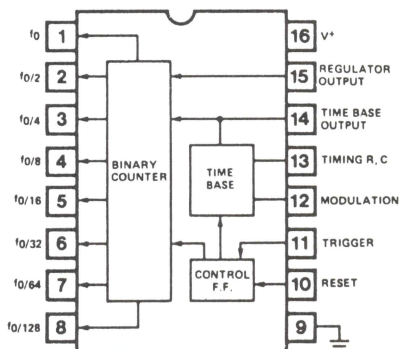 f0 1
f0/2 2
f0/4 3
f0/8 4
f0/16 5
f0/32 6
f0/64 7
f0/128 8
BINARY
COUNTER
TIME
BASE
CONTROL
F.F.
16 V+
15 REGULATOR
OUTPUT
14 TIME BASE
OUTPUT
13 TIMING R, C
12 MODULATION
11 TRIGGER
10 RESET
9